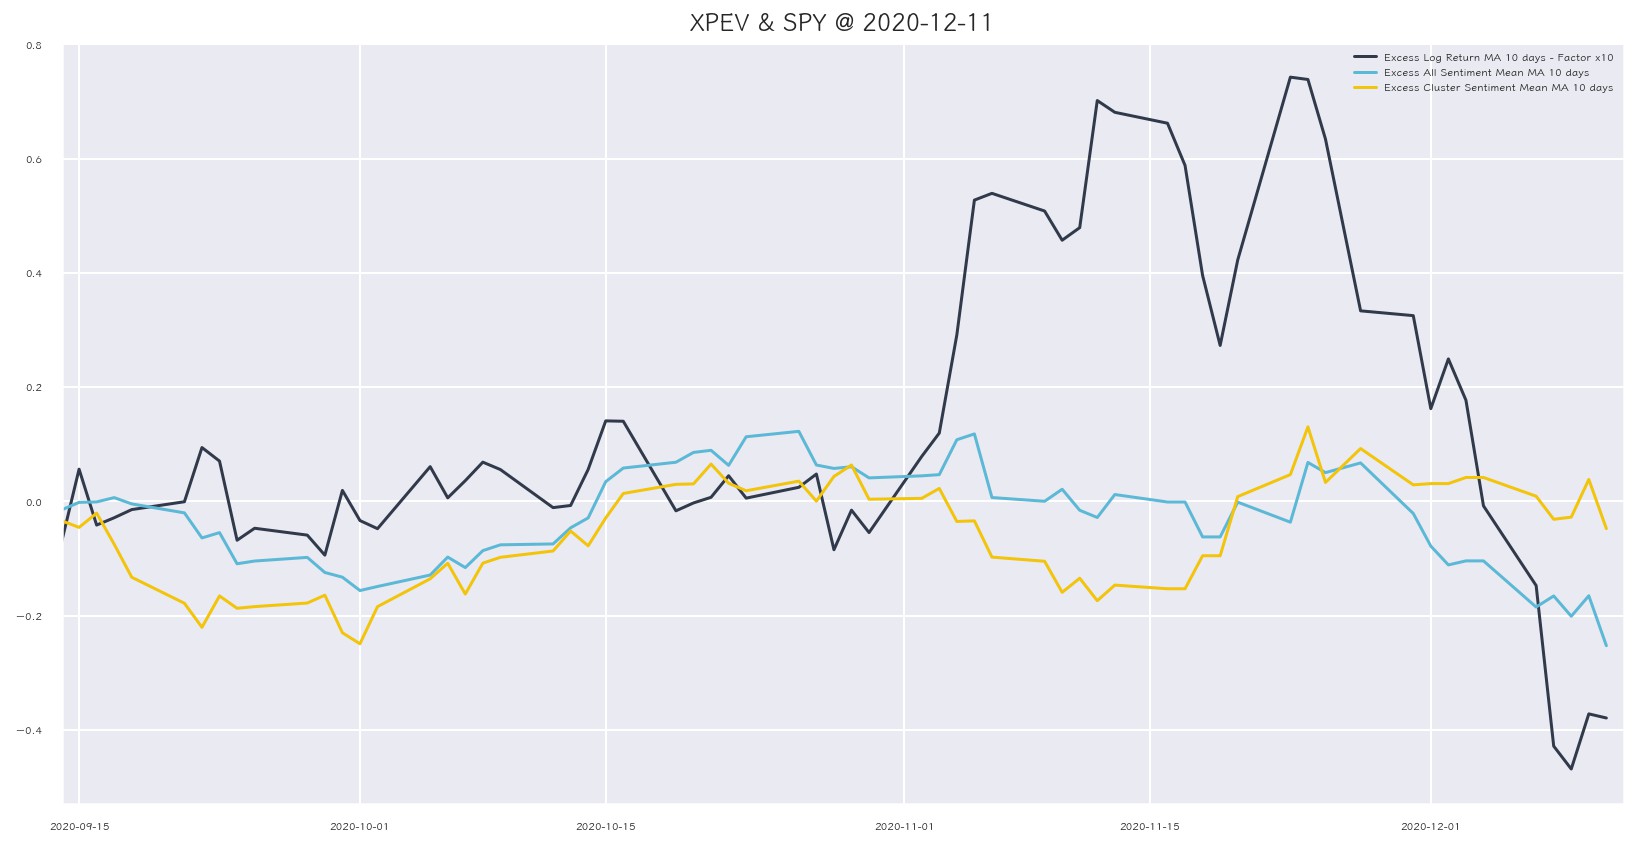 XPEV & SPY @ 2020-12-11
Excess Log Return MA 10 days - Factor x10
Excess All Sentiment Mean MA 10 days
Excess Cluster Sentiment Mean MA 10 days
0.8
0.6
0.4
0.2
0.0
−0.2
−0.4
2020-09-15 2020-10-01 2020-10-15 2020-11-01 2020-11-15 2020-12-01